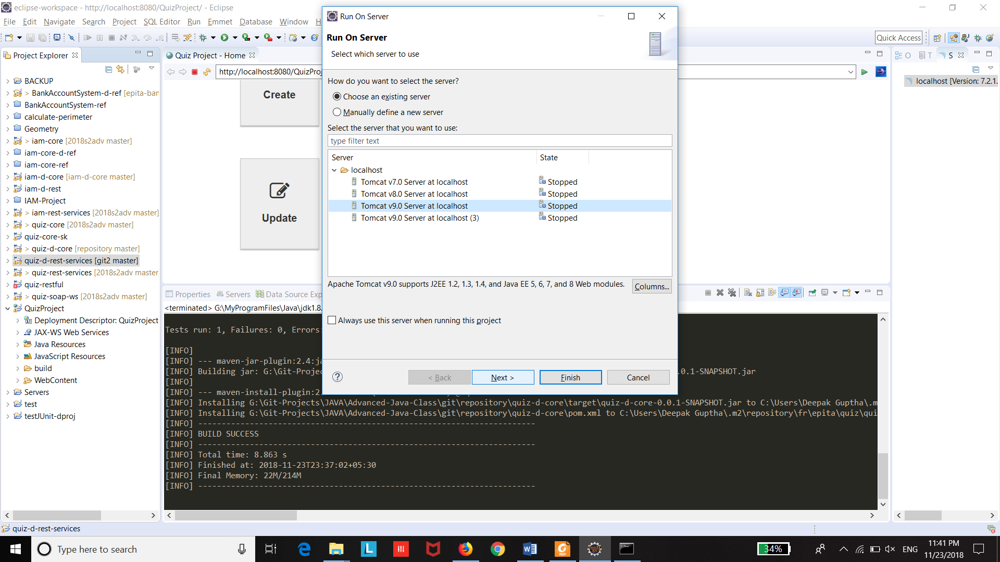 eclipse-workspace - http://localhost:8080/QuizProject/ - Eclipse
File Edit Navigate Search Project SQL Editor Run Emmet Database Window H
Quick Access
Project Explorer
BACKUP
> BankAccountSystem-d-ref [epita-ban
BankAccountSystem-ref
calculate-perimeter
Geometry
> iam-core [2018s2adv master]
iam-core-d-ref
iam-core-ref
iam-d-core [iam-d-core master]
iam-d-rest
IAM-Project
> iam-rest-services [2018s2adv master]
> quiz-core [2018s2adv master]
quiz-core-sk
> quiz-d-core [repository master]
quiz-d-rest-services [git2 master]
> quiz-rest-services [2018s2adv master
quiz-restful
> quiz-soap-ws [2018s2adv master]
QuizProject
Deployment Descriptor: QuizProject
JAX-WS Web Services
Java Resources
JavaScript Resources
build
WebContent
Servers
test
testJUnit-dproj
Quiz Project - Home
http://localhost:8080/QuizProj
Create
Update
Run On Server
Run On Server
Select which server to use
How do you want to select the server?
Choose an existing server
Manually define a new server
Select the server that you want to use:
type filter text
Server State
localhost
Tomcat v7.0 Server at localhost Stopped
Tomcat v8.0 Server at localhost Stopped
Tomcat v9.0 Server at localhost Stopped
Tomcat v9.0 Server at localhost (3) Stopped
Apache Tomcat v9.0 supports J2EE 1.2, 1.3, 1.4, and Java EE 5, 6, 7, and 8 Web modules.
Columns...
Always use this server when running this project
< Back Next > Finish Cancel
O T S
localhost [Version: 7.2.1.
Properties Servers Data Source Exp
<terminated> G:\MyProgramFiles\Java\jdk1.8.
Tests run: 1, Failures: 0, Errors:
[INFO]
[INFO] --- maven-jar-plugin:2.4:ja
[INFO] Building jar: G:\Git-Projec .0.1-SNAPSHOT.jar
[INFO]
[INFO] --- maven-install-plugin:2.
[INFO] Installing G:\Git-Projects\JAVA\Advanced-Java-Class\git\repository\quiz-d-core\target\quiz-d-core-0.0.1-SNAPSHOT.jar to C:\Users\Deepak Guptha\.m
[INFO] Installing G:\Git-Projects\JAVA\Advanced-Java-Class\git\repository\quiz-d-core\pom.xml to C:\Users\Deepak Guptha\.m2\repository\fr\epita\quiz\qui
[INFO] ------------------------------------------------------------------------
[INFO] BUILD SUCCESS
[INFO] ------------------------------------------------------------------------
[INFO] Total time: 8.863 s
[INFO] Finished at: 2018-11-23T23:37:02+05:30
[INFO] Final Memory: 22M/214M
[INFO] ------------------------------------------------------------------------
quiz-d-rest-services
Type here to search
34%
ENG
11:41 PM
11/23/2018